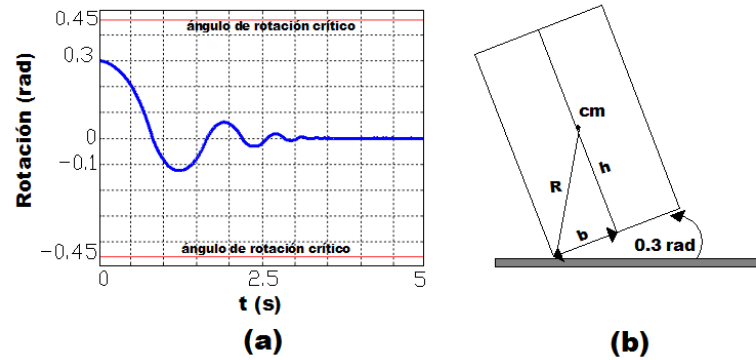 0.45
ángulo de rotación crítico
0.3
0
-0.1
ángulo de rotación crítico
-0.45
Rotación (rad)
0
2.5
5
t (s)
(a)
cm
R
h
b
0.3 rad
(b)